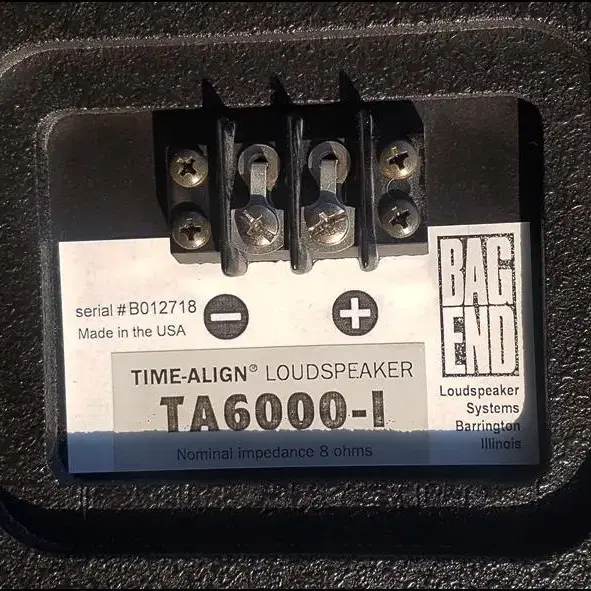 serial #B012718
Made in the USA
− +
BAG
END
Loudspeaker
Systems
Barrington
Illinois
TIME-ALIGN® LOUDSPEAKER
TA6000-I
Nominal impedance 8 ohms